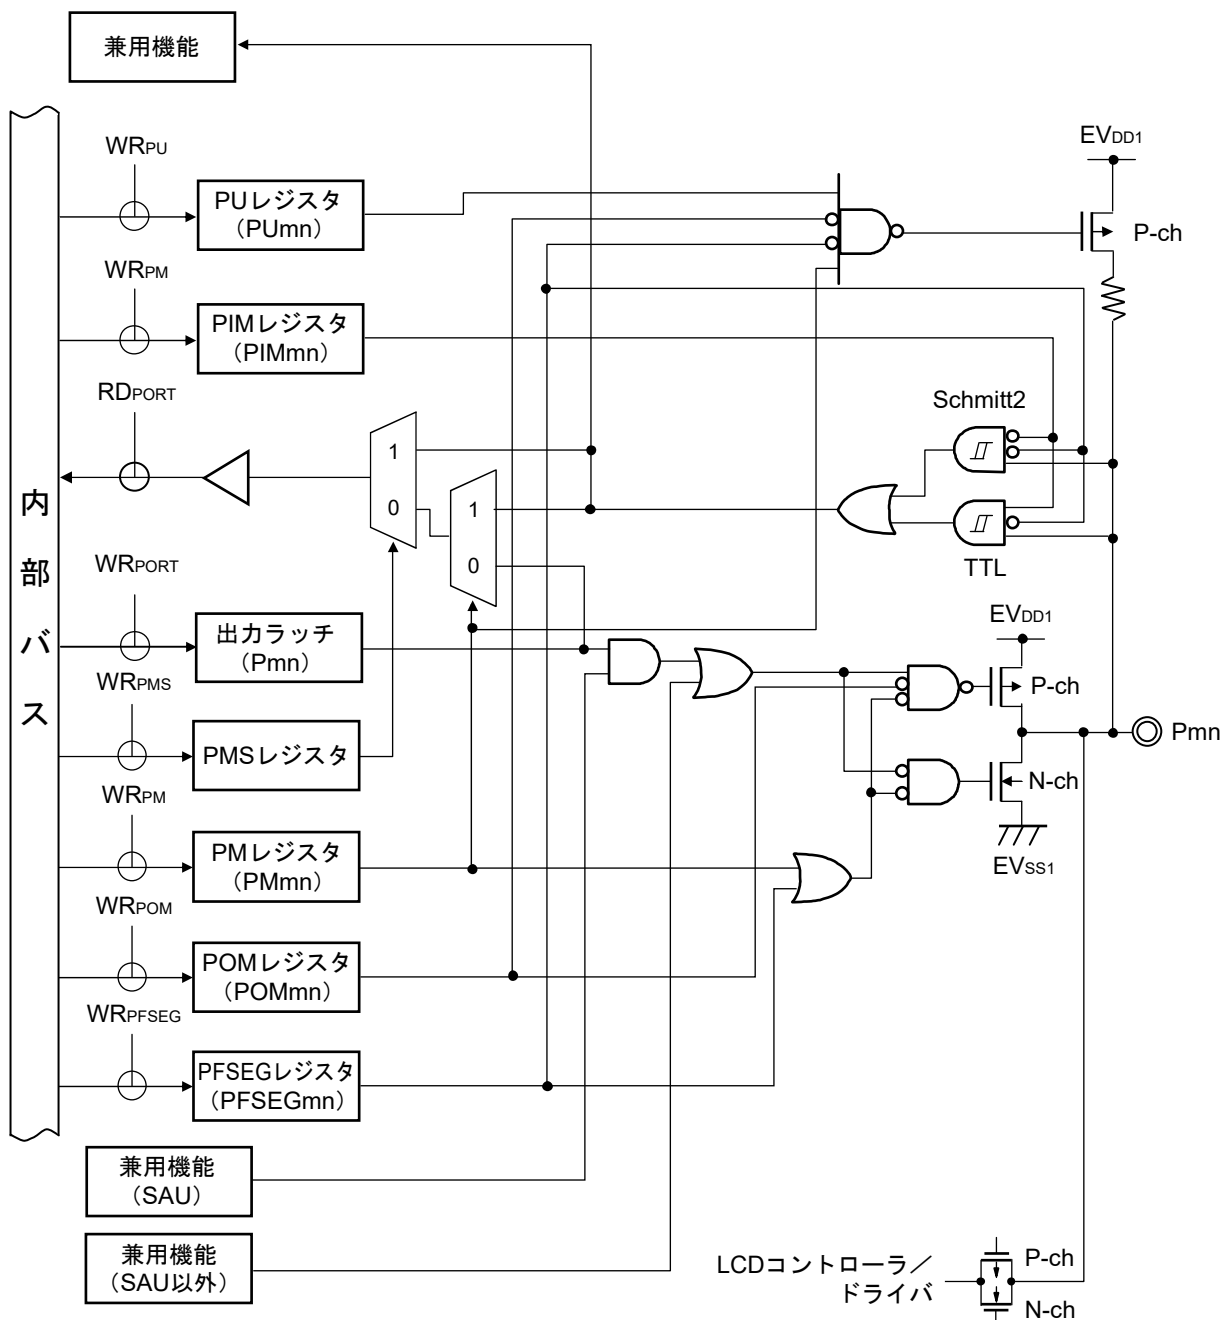 兼用機能
WRPU
PUレジスタ
（PUmn）
EVDD1
P-ch
WRPM
PIMレジスタ
（PIMmn）
RDPORT
1
0
1
0
Schmitt2
TTL
内部バス
WRPORT
出力ラッチ
（Pmn）
EVDD1
P-ch
Pmn
N-ch
EVSS1
WRPMS
PMSレジスタ
WRPM
PMレジスタ
（PMmn）
WRPOM
POMレジスタ
（POMmn）
WRPFSEG
PFSEGレジスタ
（PFSEGmn）
兼用機能
（SAU）
兼用機能
（SAU以外）
LCDコントローラ／
ドライバ
P-ch
N-ch